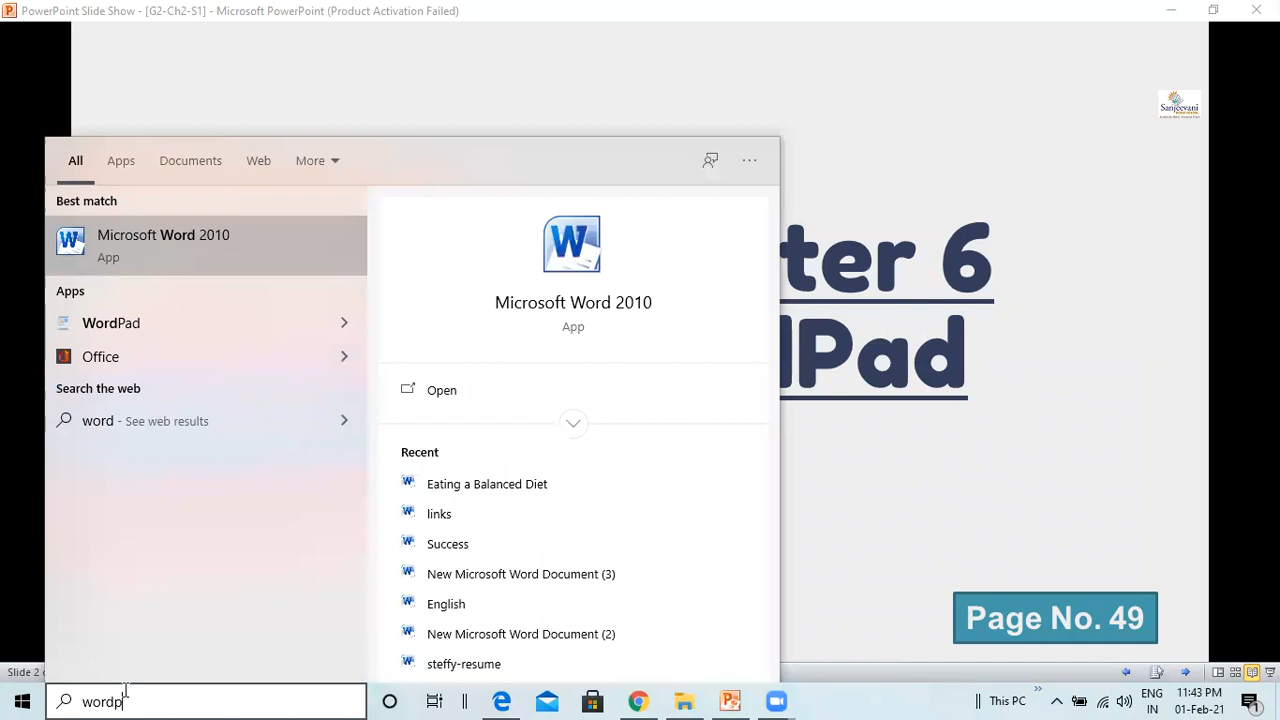 PowerPoint Slide Show - [G2-Ch2-S1] - Microsoft PowerPoint (Product Activation Failed)
Sanjeevani
All Apps Documents Web More
Best match
Microsoft Word 2010
App
Apps
WordPad
Office
Search the web
word - See web results
Microsoft Word 2010
App
Open
Recent
Eating a Balanced Diet
links
Success
New Microsoft Word Document (3)
English
New Microsoft Word Document (2)
steffy-resume
ter 6
dPad
Page No. 49
Slide 2 o
wordp
This PC
ENG
IN
11:43 PM
01-Feb-21
1